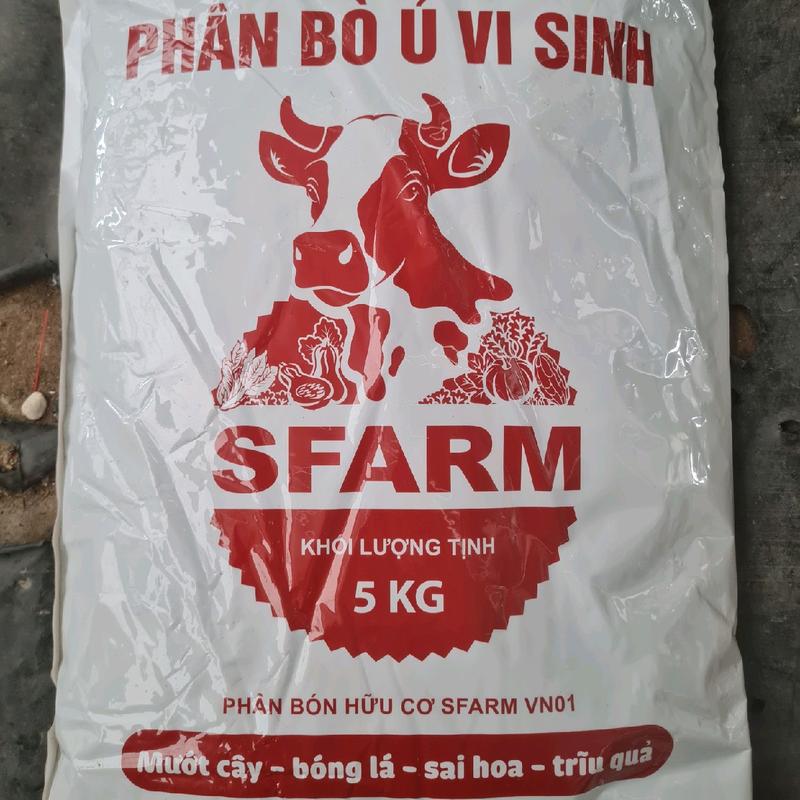 PHÂN BÒ Ủ VI SINH
SFARM
KHỐI LƯỢNG TỊNH
5 KG
PHÂN BÓN HỮU CƠ SFARM VN01
Mướt cây - bóng lá - sai hoa - trĩu quả